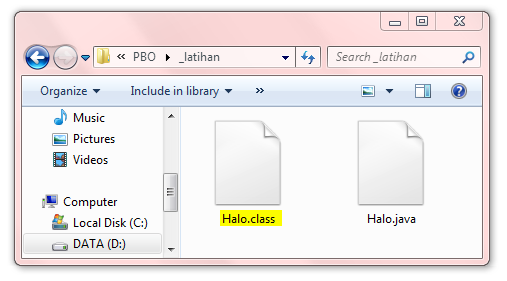 « PBO ▸ _latihan
Search _latihan
Organize
Include in library
»
Music
Pictures
Videos
Computer
Local Disk (C:)
DATA (D:)
Halo.class
Halo.java